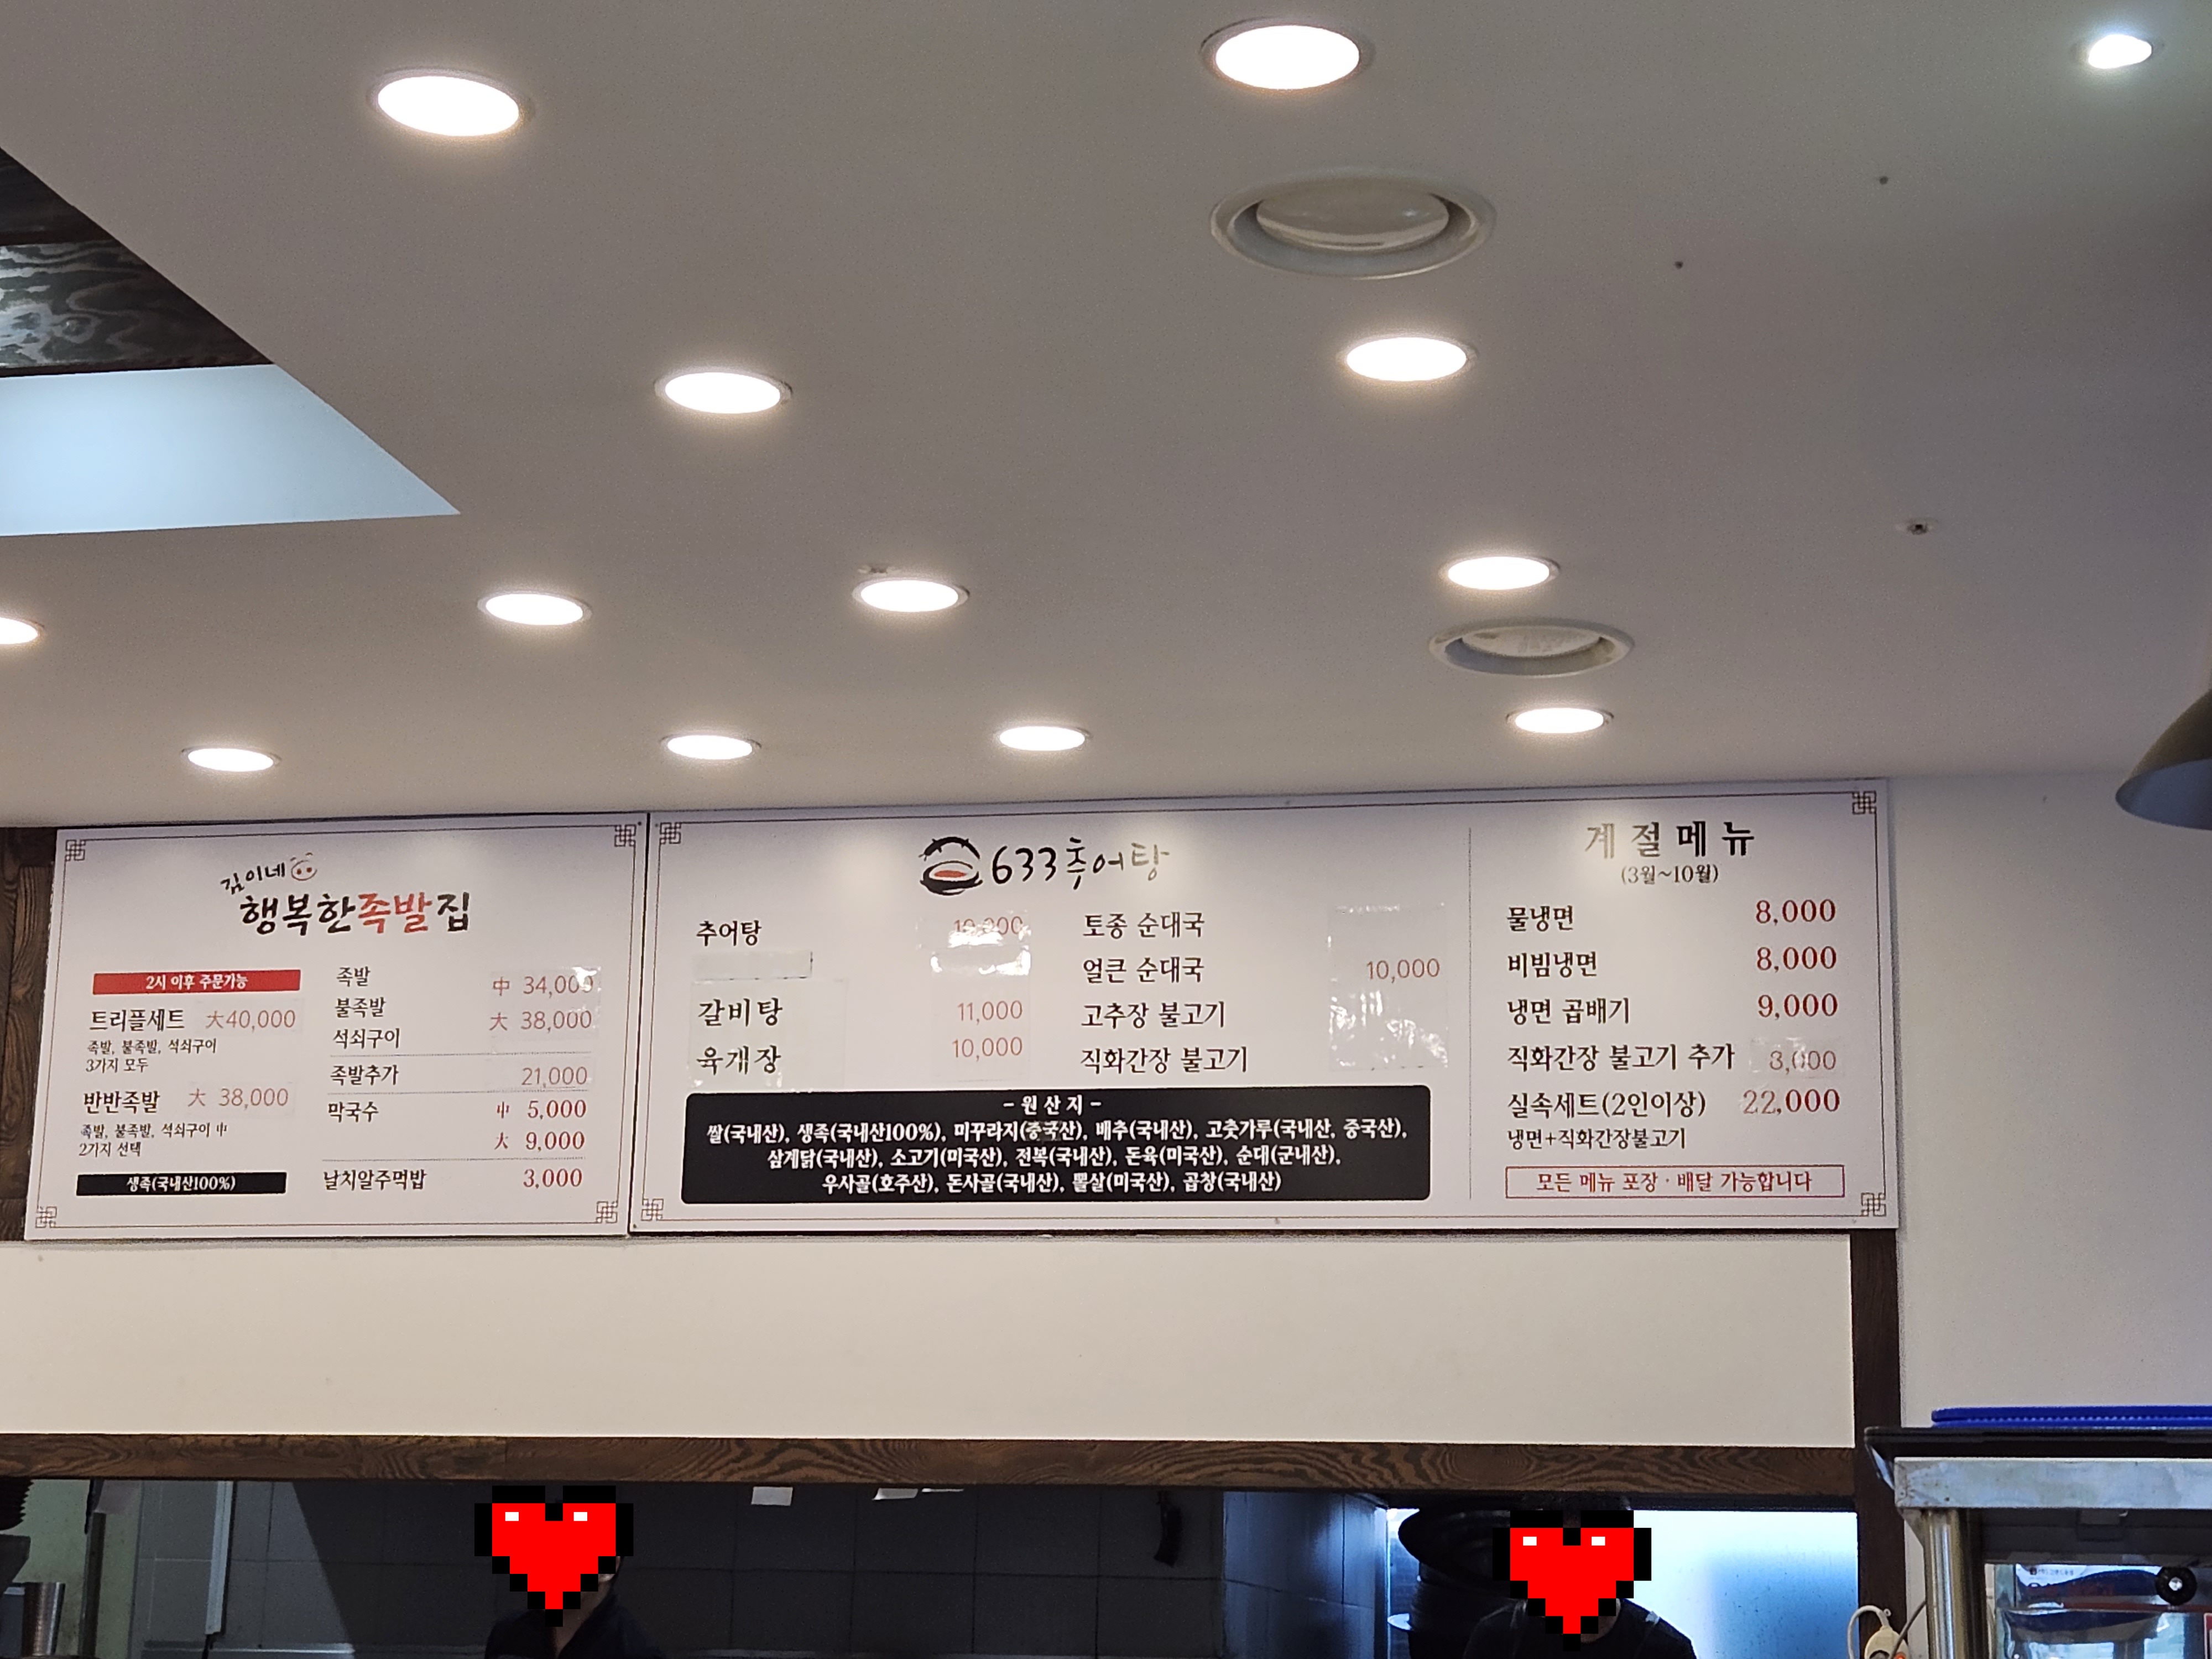 김이네
행복한족발집
2시 이후 주문가능
트리플세트 大40,000
족발, 불족발, 석쇠구이
3가지 모두
반반족발 大 38,000
족발, 불족발, 석쇠구이 中
2가지 선택
생족(국내산100%)
족발
불족발
석쇠구이
中 34,000
大 38,000
족발추가 21,000
막국수 中 5,000
大 9,000
날치알주먹밥 3,000
633추어탕
추어탕
갈비탕 11,000
육개장 10,000
토종 순대국
얼큰 순대국
고추장 불고기
직화간장 불고기
10,000
- 원산지 -
쌀(국내산), 생족(국내산100%), 미꾸라지(중국산), 배추(국내산), 고춧가루(국내산, 중국산),
삼계닭(국내산), 소고기(미국산), 전복(국내산), 돈육(미국산), 순대(군내산),
우사골(호주산), 돈사골(국내산), 뽈살(미국산), 곱창(국내산)
계절메뉴
(3월~10월)
물냉면 8,000
비빔냉면 8,000
냉면 곱배기 9,000
직화간장 불고기 추가 8,000
실속세트(2인이상) 22,000
냉면+직화간장불고기
모든 메뉴 포장 · 배달 가능합니다